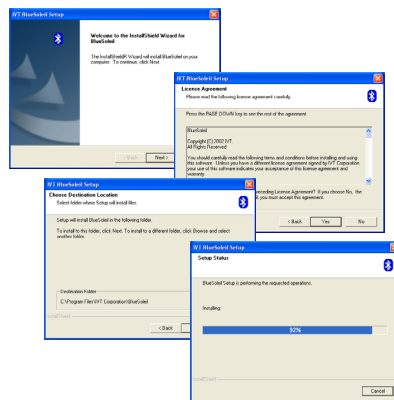 IVT BlueSoleil Setup
Welcome to the InstallShield Wizard for
BlueSoleil
The InstallShield® Wizard will install BlueSoleil on your
computer. To continue, click Next.
< Back
Next >
IVT BlueSoleil Setup
License Agreement
Please read the following license agreement carefully.
Press the PAGE DOWN key to see the rest of the agreement.
BlueSoleil
Copyright (C) 2002 IVT.
All Rights Reserved
You should carefully read the following terms and conditions before installing and using
this software. Unless you have a different license agreement signed by IVT Corporation
your use of this software indicates your acceptance of this license agreement and
warranty.
preceding License Agreement? If you choose No, the
you must accept this agreement.
< Back
Yes
No
IVT BlueSoleil Setup
Choose Destination Location
Select folder where Setup will install files.
Setup will install BlueSoleil in the following folder.
To install to this folder, click Next. To install to a different folder, click Browse and select
another folder.
Destination Folder
C:\Program Files\IVT Corporation\BlueSoleil
InstallShield
< Back
IVT BlueSoleil Setup
Setup Status
BlueSoleil Setup is performing the requested operations.
Installing:
92%
InstallShield
Cancel